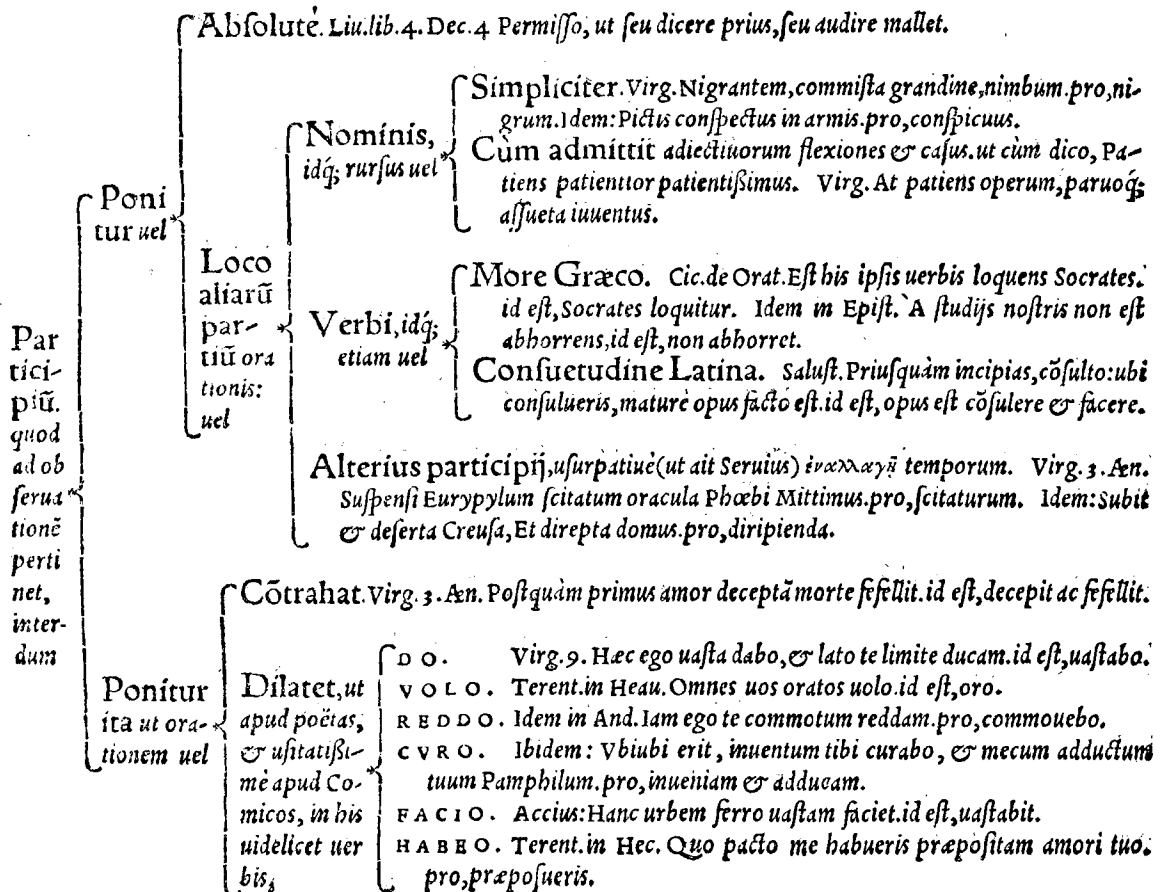 Abſoluté. Liu.lib.4. Dec.4 Permiſſo, ut ſeu dicere prius, ſeu audire mallet.
Simpliciter. Virg. Nigrantem, commiſta grandine, nimbum. pro, ni-
grum. Idem: Pictis conſpectus in armis. pro, conſpicuus.
Nominis,
idq́; rurſus uel
Cùm admittit adiectiuorum flexiones & caſus. ut cùm dico, Pa-
tiens patientior patientißimus. Virg. At patiens operum, paruoq́;
aſſueta iuuentus.
Poni
tur uel
Loco
aliarũ
par-
tiũ ora
tionis:
uel
More Græco. Cic. de Orat. Eſt his ipſis uerbis loquens Socrates.
id eſt, Socrates loquitur. Idem in Epiſt. A ſtudijs noſtris non eſt
abhorrens, id eſt, non abhorret.
Verbi, idq́;
etiam uel
Conſuetudine Latina. Saluſt. Priuſquàm incipias, cõſulto: ubi
conſulueris, maturè opus facto eſt. id eſt, opus eſt cõſulere & facere.
Par
tici-
piũ.
quod
ad ob
ſerua
tionẽ
perti
net,
inter-
dum
Alterius participij, uſurpatiuè (ut ait Seruius) ἐναλλαγῇ temporum. Virg. 3. Æn.
Suſpenſi Eurypylum ſcitatum oracula Phœbi Mittimus. pro, ſcitaturum. Idem: Subit
& deſerta Creuſa, Et direpta domus. pro, diripienda.
Cõtrahat. Virg. 3. Æn. Poſtquàm primus amor deceptã morte fefellit. id eſt, decepit ac fefellit.
Ponitur
ita ut ora-
tionem uel
Dilatet, ut
apud poëtas,
& uſitatißi-
mè apud Co-
micos, in his
uidelicet uer
bis,
DO. Virg. 9. Hæc ego uaſta dabo, & lato te limite ducam. id eſt, uaſtabo.
VOLO. Terent. in Heau. Omnes uos oratos uolo. id eſt, oro.
REDDO. Idem in And. Iam ego te commotum reddam. pro, commouebo.
CVRO. Ibidem: Vbiubi erit, inuentum tibi curabo, & mecum adductum
tuum Pamphilum. pro, inueniam & adducam.
FACIO. Accius: Hanc urbem ferro uaſtam faciet. id eſt, uaſtabit.
HABEO. Terent. in Hec. Quo pacto me habueris præpoſitam amori tuo.
pro, præpoſueris.